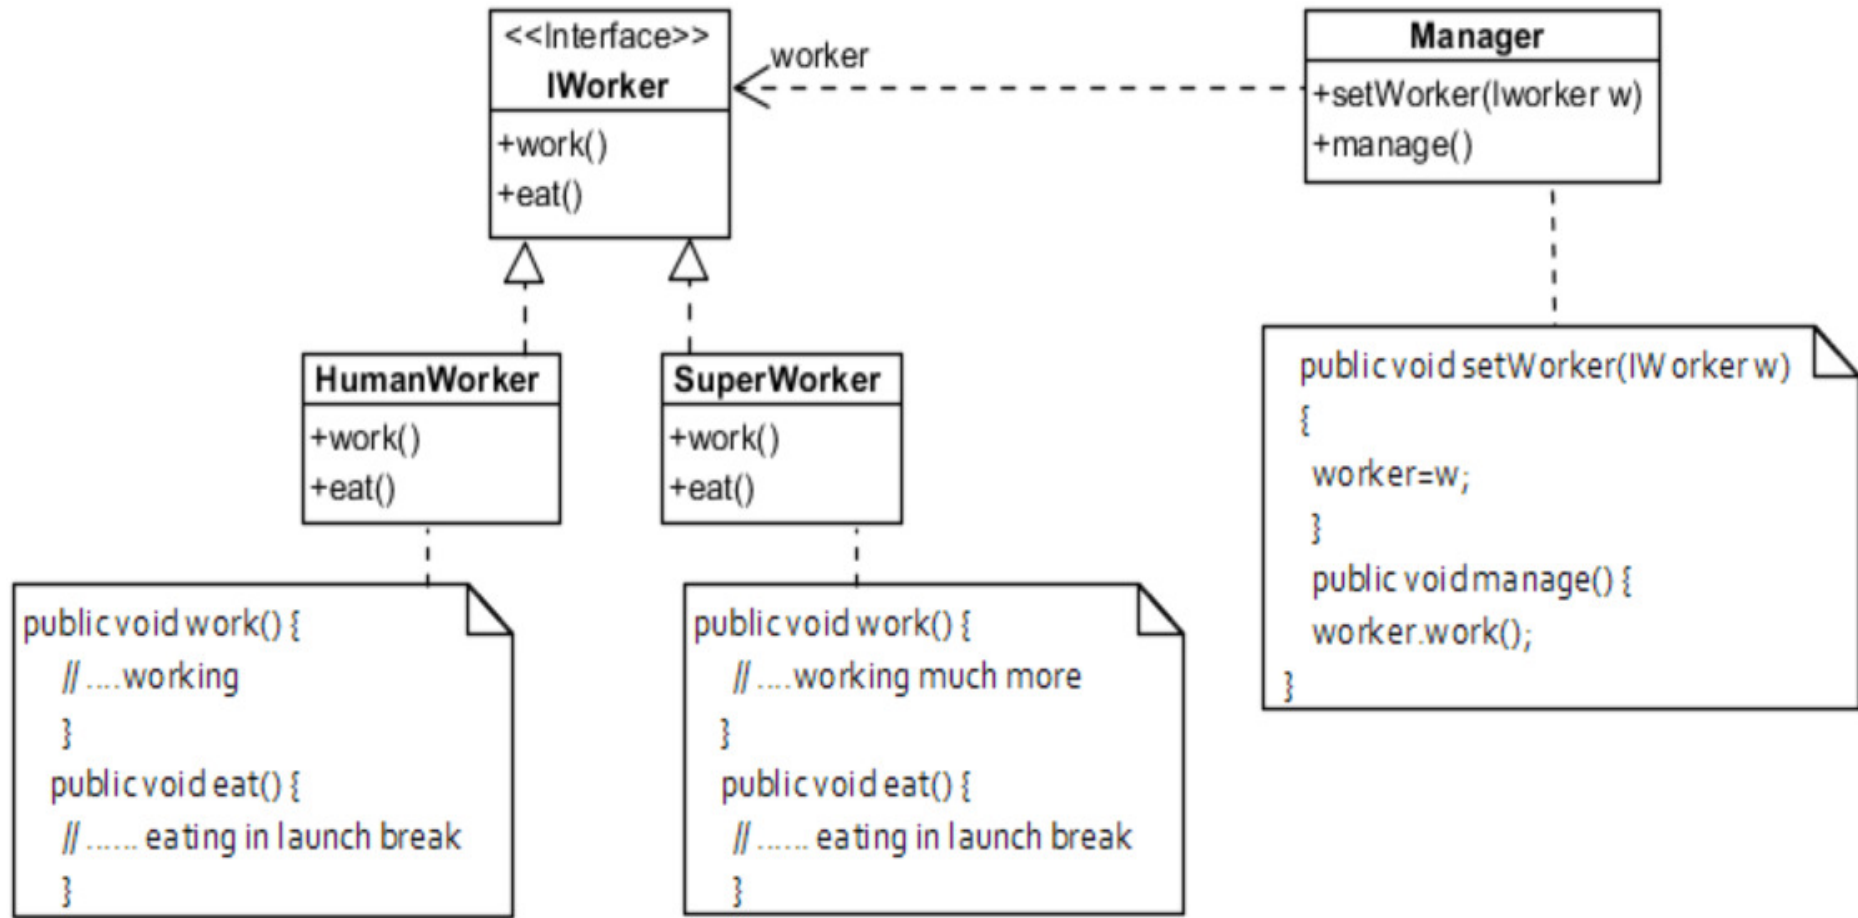 <<Interface>>
IWorker
+work()
+eat()
worker
Manager
+setWorker(Iworker w)
+manage()
HumanWorker
+work()
+eat()
SuperWorker
+work()
+eat()
public void setWorker(IWorker w)
{
worker=w;
}
public void manage() {
worker.work();
}
public void work() {
// ....working
}
public void eat() {
// ...... eating in launch break
}
public void work() {
// ....working much more
}
public void eat() {
// ...... eating in launch break
}